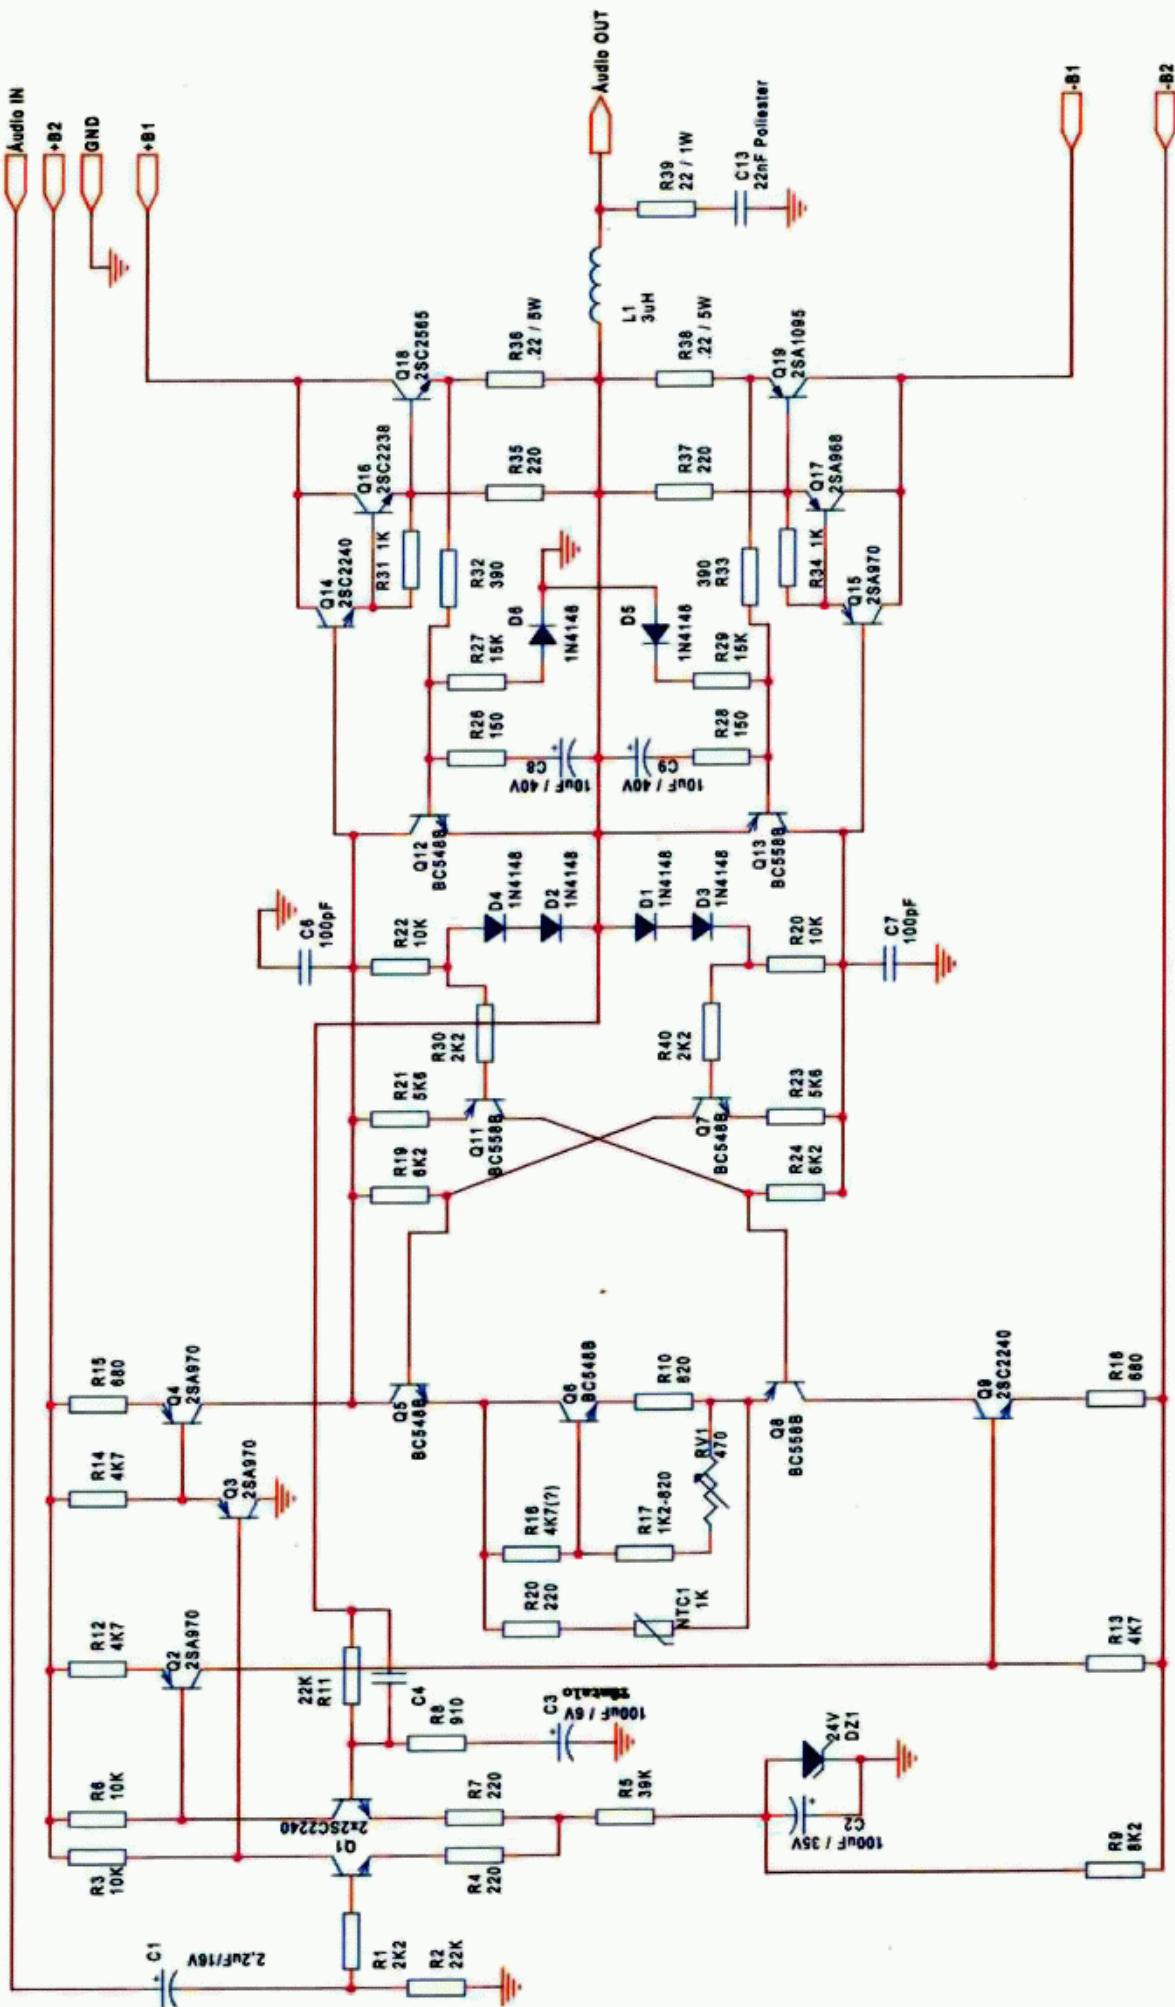 Áudio IN
+B2
GND
+B1
Áudio OUT
-B1
-B2
R39
22 / 1W
C13
22nF Poliester
L1
3uH
Q18
2SC2565
R36
.22 / 5W
R38
.22 / 5W
Q19
2SA1095
Q16
2SC2238
R35
220
R37
220
Q17
2SA968
Q14
2SC2240
R31 1K
R32
390
D6
1N4148
D5
1N4148
390
R33
R34 1K
Q15
2SA970
R27
15K
R29
15K
R26
150
C8
10uF / 40V
C9
10uF / 40V
R28
150
Q12
BC548B
Q13
BC558B
C6
100pF
R22
10K
D4
1N4148
D2
1N4148
D1
1N4148
D3
1N4148
R20
10K
C7
100pF
R30
2K2
R40
2K2
R21
5K6
Q11
BC558B
Q7
BC548B
R23
5K6
R19
6K2
R24
6K2
R15
680
Q4
2SA970
Q5
BC548B
Q6
BC548B
R10
820
Q8
BC558B
Q9
2SC2240
R18
680
R14
4K7
Q3
2SA970
RV1
470
R16
4K7(?)
R17
1K2-820
R20
220
NTC1
1K
R12
4K7
Q2
2SA970
R13
4K7
22K
R11
C4
R8
910
C3
100uF / 6V
Tântalo
R6
10K
2x2SC2240
Q1
R7
220
R5
39K
24V
DZ1
C2
100uF / 35V
R3
10K
R4
220
R9
8K2
C1
2,2uF/16V
R1
2K2
R2
22K